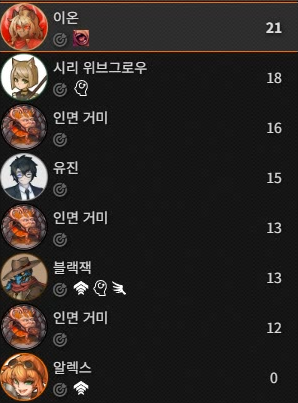 이온
21
시리 위브그로우
18
인면 거미
16
유진
15
인면 거미
13
블랙잭
13
인면 거미
12
알렉스
0